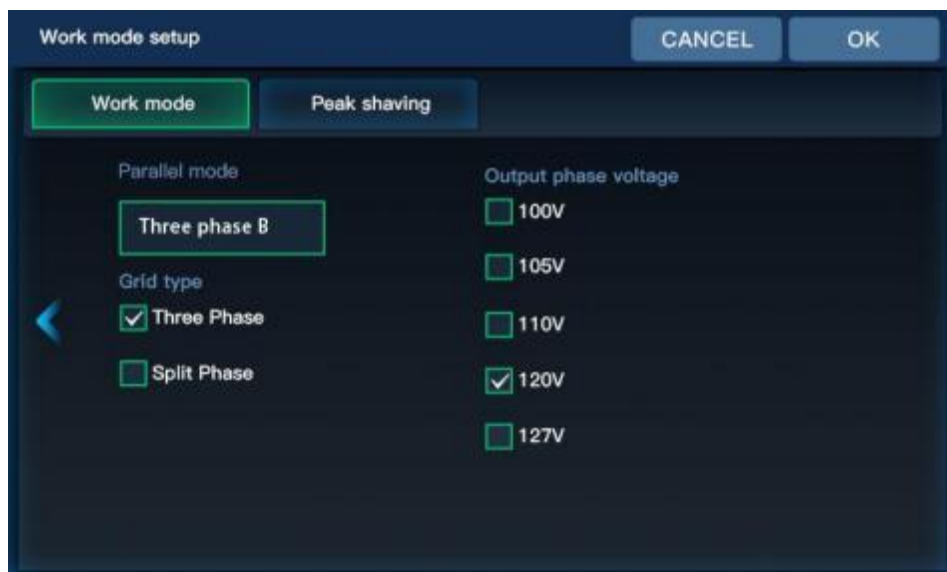 Work mode setup
CANCEL
OK
Work mode
Peak shaving
Parallel mode
Three phase B
Grid type
Three Phase
Split Phase
Output phase voltage
100V
105V
110V
120V
127V